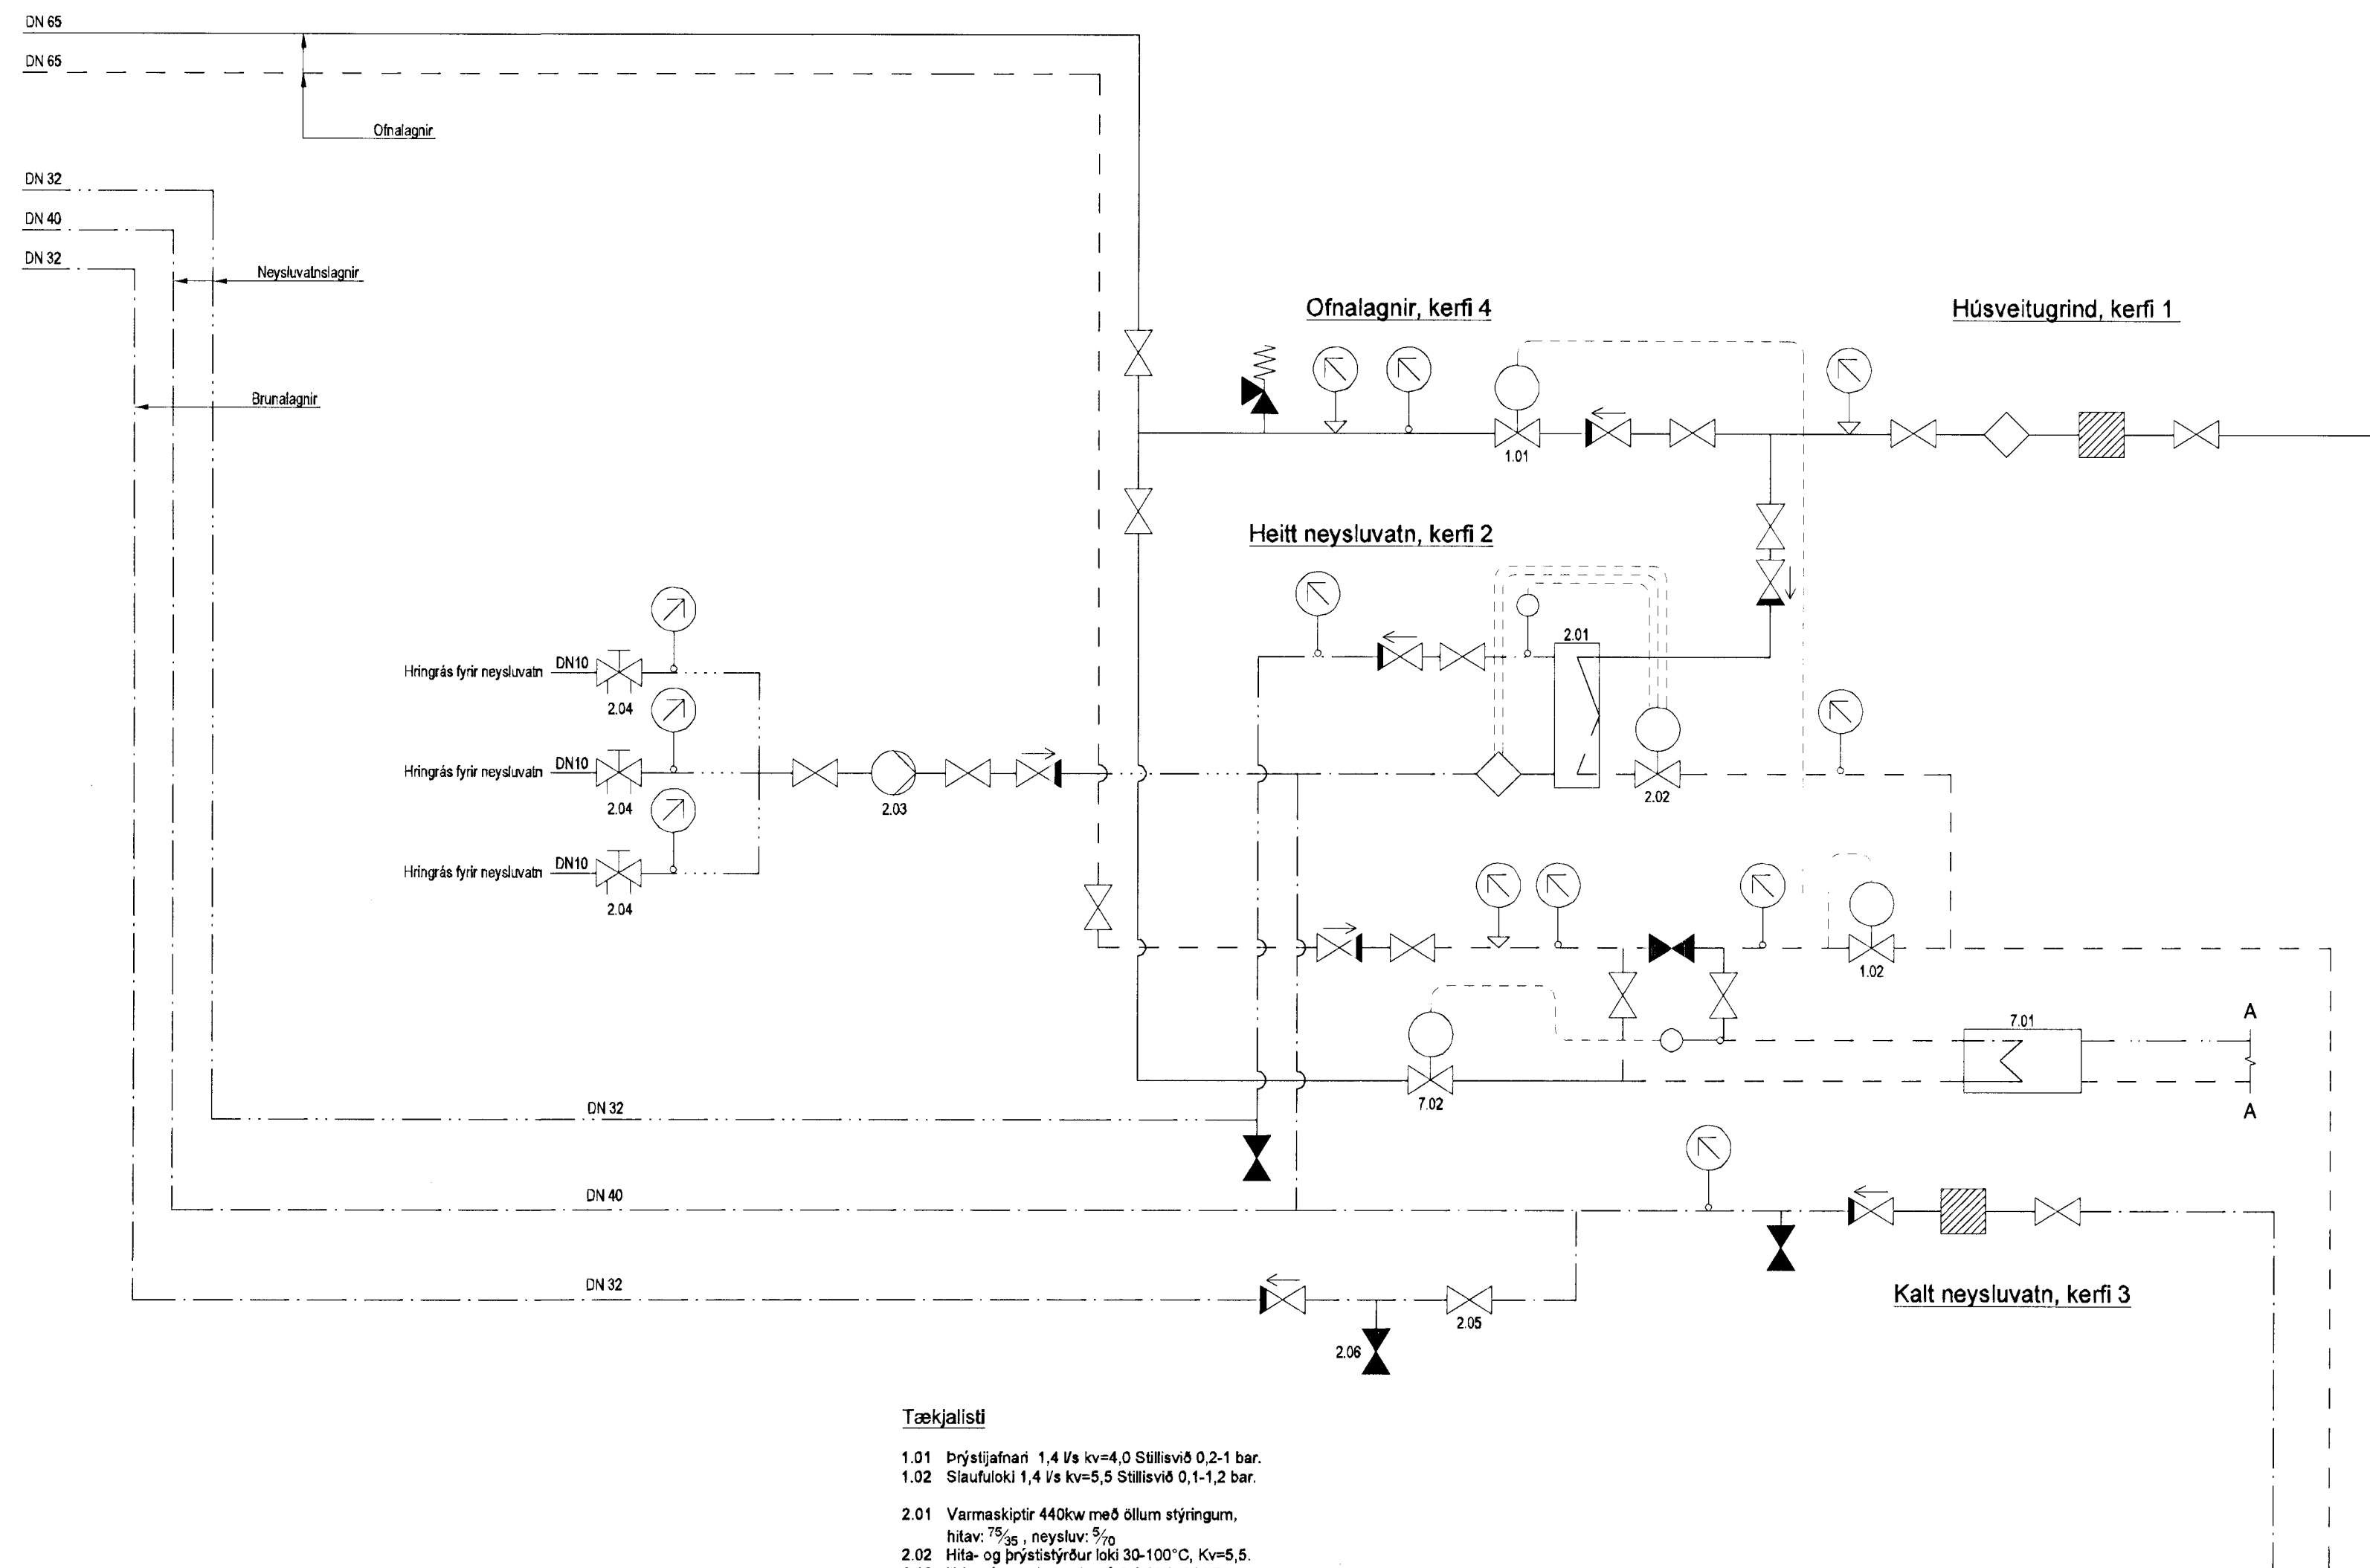 DN 65
DN 65
Ofnalagnir
DN 32
DN 40
DN 32
Neysluvatnslagnir
Brunalagnir
Ofnalagnir, kerfi 4
Húsveitugrind, kerfi 1
1.01
Heitt neysluvatn, kerfi 2
2.01
Hringrás fyrir neysluvatn DN10
2.04
Hringrás fyrir neysluvatn DN10
2.04
2.03
2.02
Hringrás fyrir neysluvatn DN10
2.04
1.02
A
7.01
7.02
A
DN 32
DN 40
DN 32
Kalt neysluvatn, kerfi 3
2.05
2.06
Tækjalisti
1.01 Þrýstijafnari 1,4 l/s kv=4,0 Stillisvið 0,2-1 bar.
1.02 Slaufuloki 1,4 l/s kv=5,5 Stillisvið 0,1-1,2 bar.
2.01 Varmaskiptir 440kw með öllum stýringum,
hitav: 75/35 , neysluv: 5/70
2.02 Hita- og þrýstistýrður loki 30-100°C, Kv=5,5.